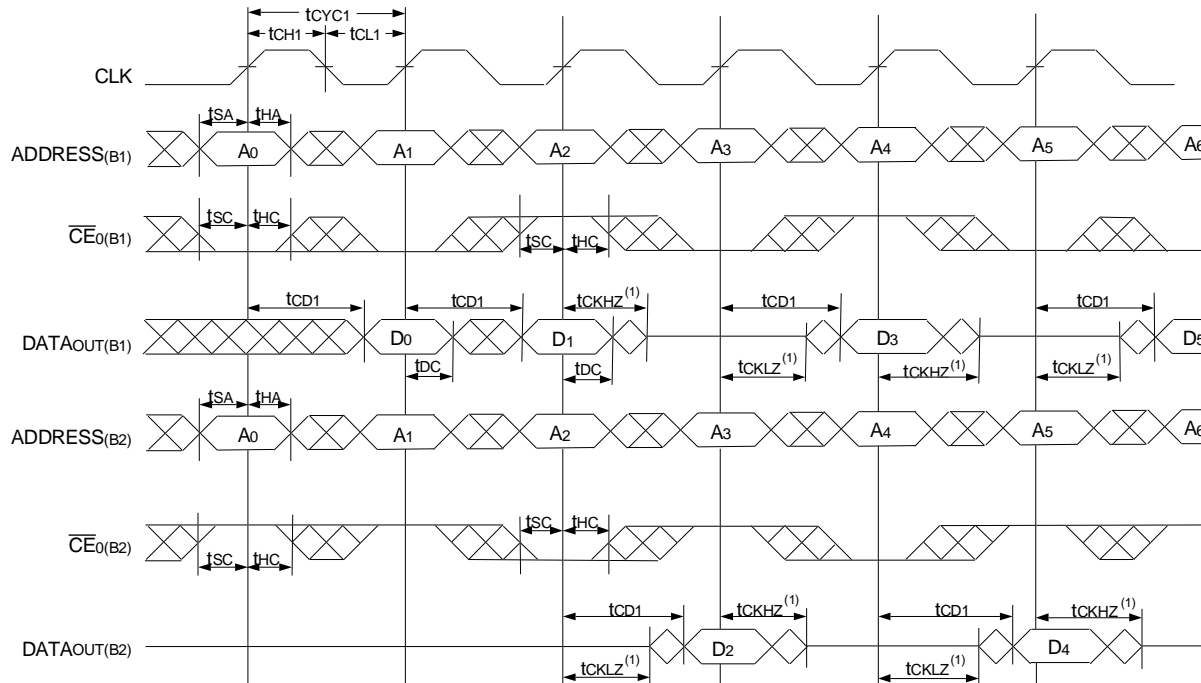 tCYC1
tCH1 tCL1
CLK
tSA tHA
ADDRESS(B1) A0 A1 A2 A3 A4 A5 A6
tSC tHC tSC tHC
CE0(B1)
tCD1 tCD1 tCKHZ(1) tCD1 tCD1
DATAOUT(B1) D0 D1 D3 D5
tDC tDC tCKLZ(1) tCKHZ(1) tCKLZ(1)
tSA tHA
ADDRESS(B2) A0 A1 A2 A3 A4 A5 A6
tSC tHC
CE0(B2)
tSC tHC
tCD1 tCKHZ(1) tCD1 tCKHZ(1)
DATAOUT(B2) D2 D4
tCKLZ(1) tCKLZ(1)